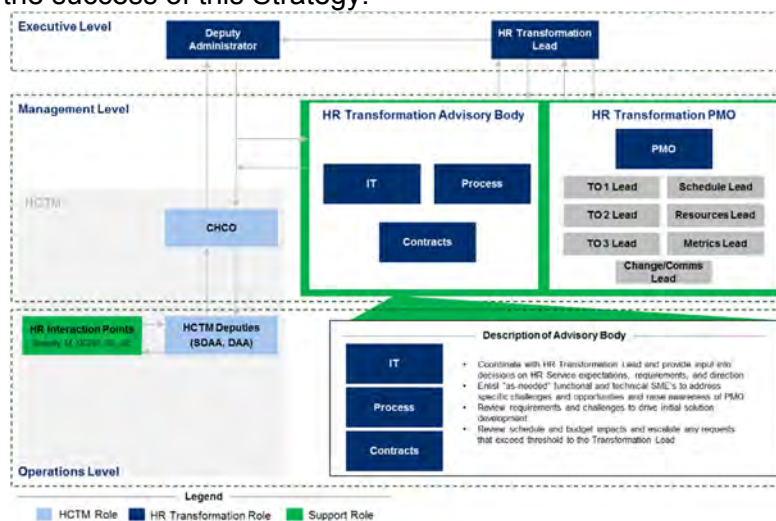 the success of this Strategy.
Executive Level
Deputy
Administrator
HR Transformation
Lead
Management Level
HR Transformation Advisory Body
HR Transformation PMO
PMO
IT
Process
TO 1 Lead
Schedule Lead
HCTM
TO 2 Lead
Resources Lead
CHCO
Contracts
TO 3 Lead
Metrics Lead
Change/Comms
Lead
HR Interaction Points
HCTM Deputies
(SDAA, DAA)
Description of Advisory Body
IT
Process
Contracts
• Coordinate with HR Transformation Lead and provide input into
decisions on HR Service expectations, requirements, and direction
• Enlist "as-needed" functional and technical SME's to address
specific challenges and opportunities and raise awareness of PMO
• Review requirements and challenges to drive initial solution
development
• Review schedule and budget impacts and escalate any requests
that exceed threshold to the Transformation Lead
Operations Level
Legend
HCTM Role
HR Transformation Role
Support Role